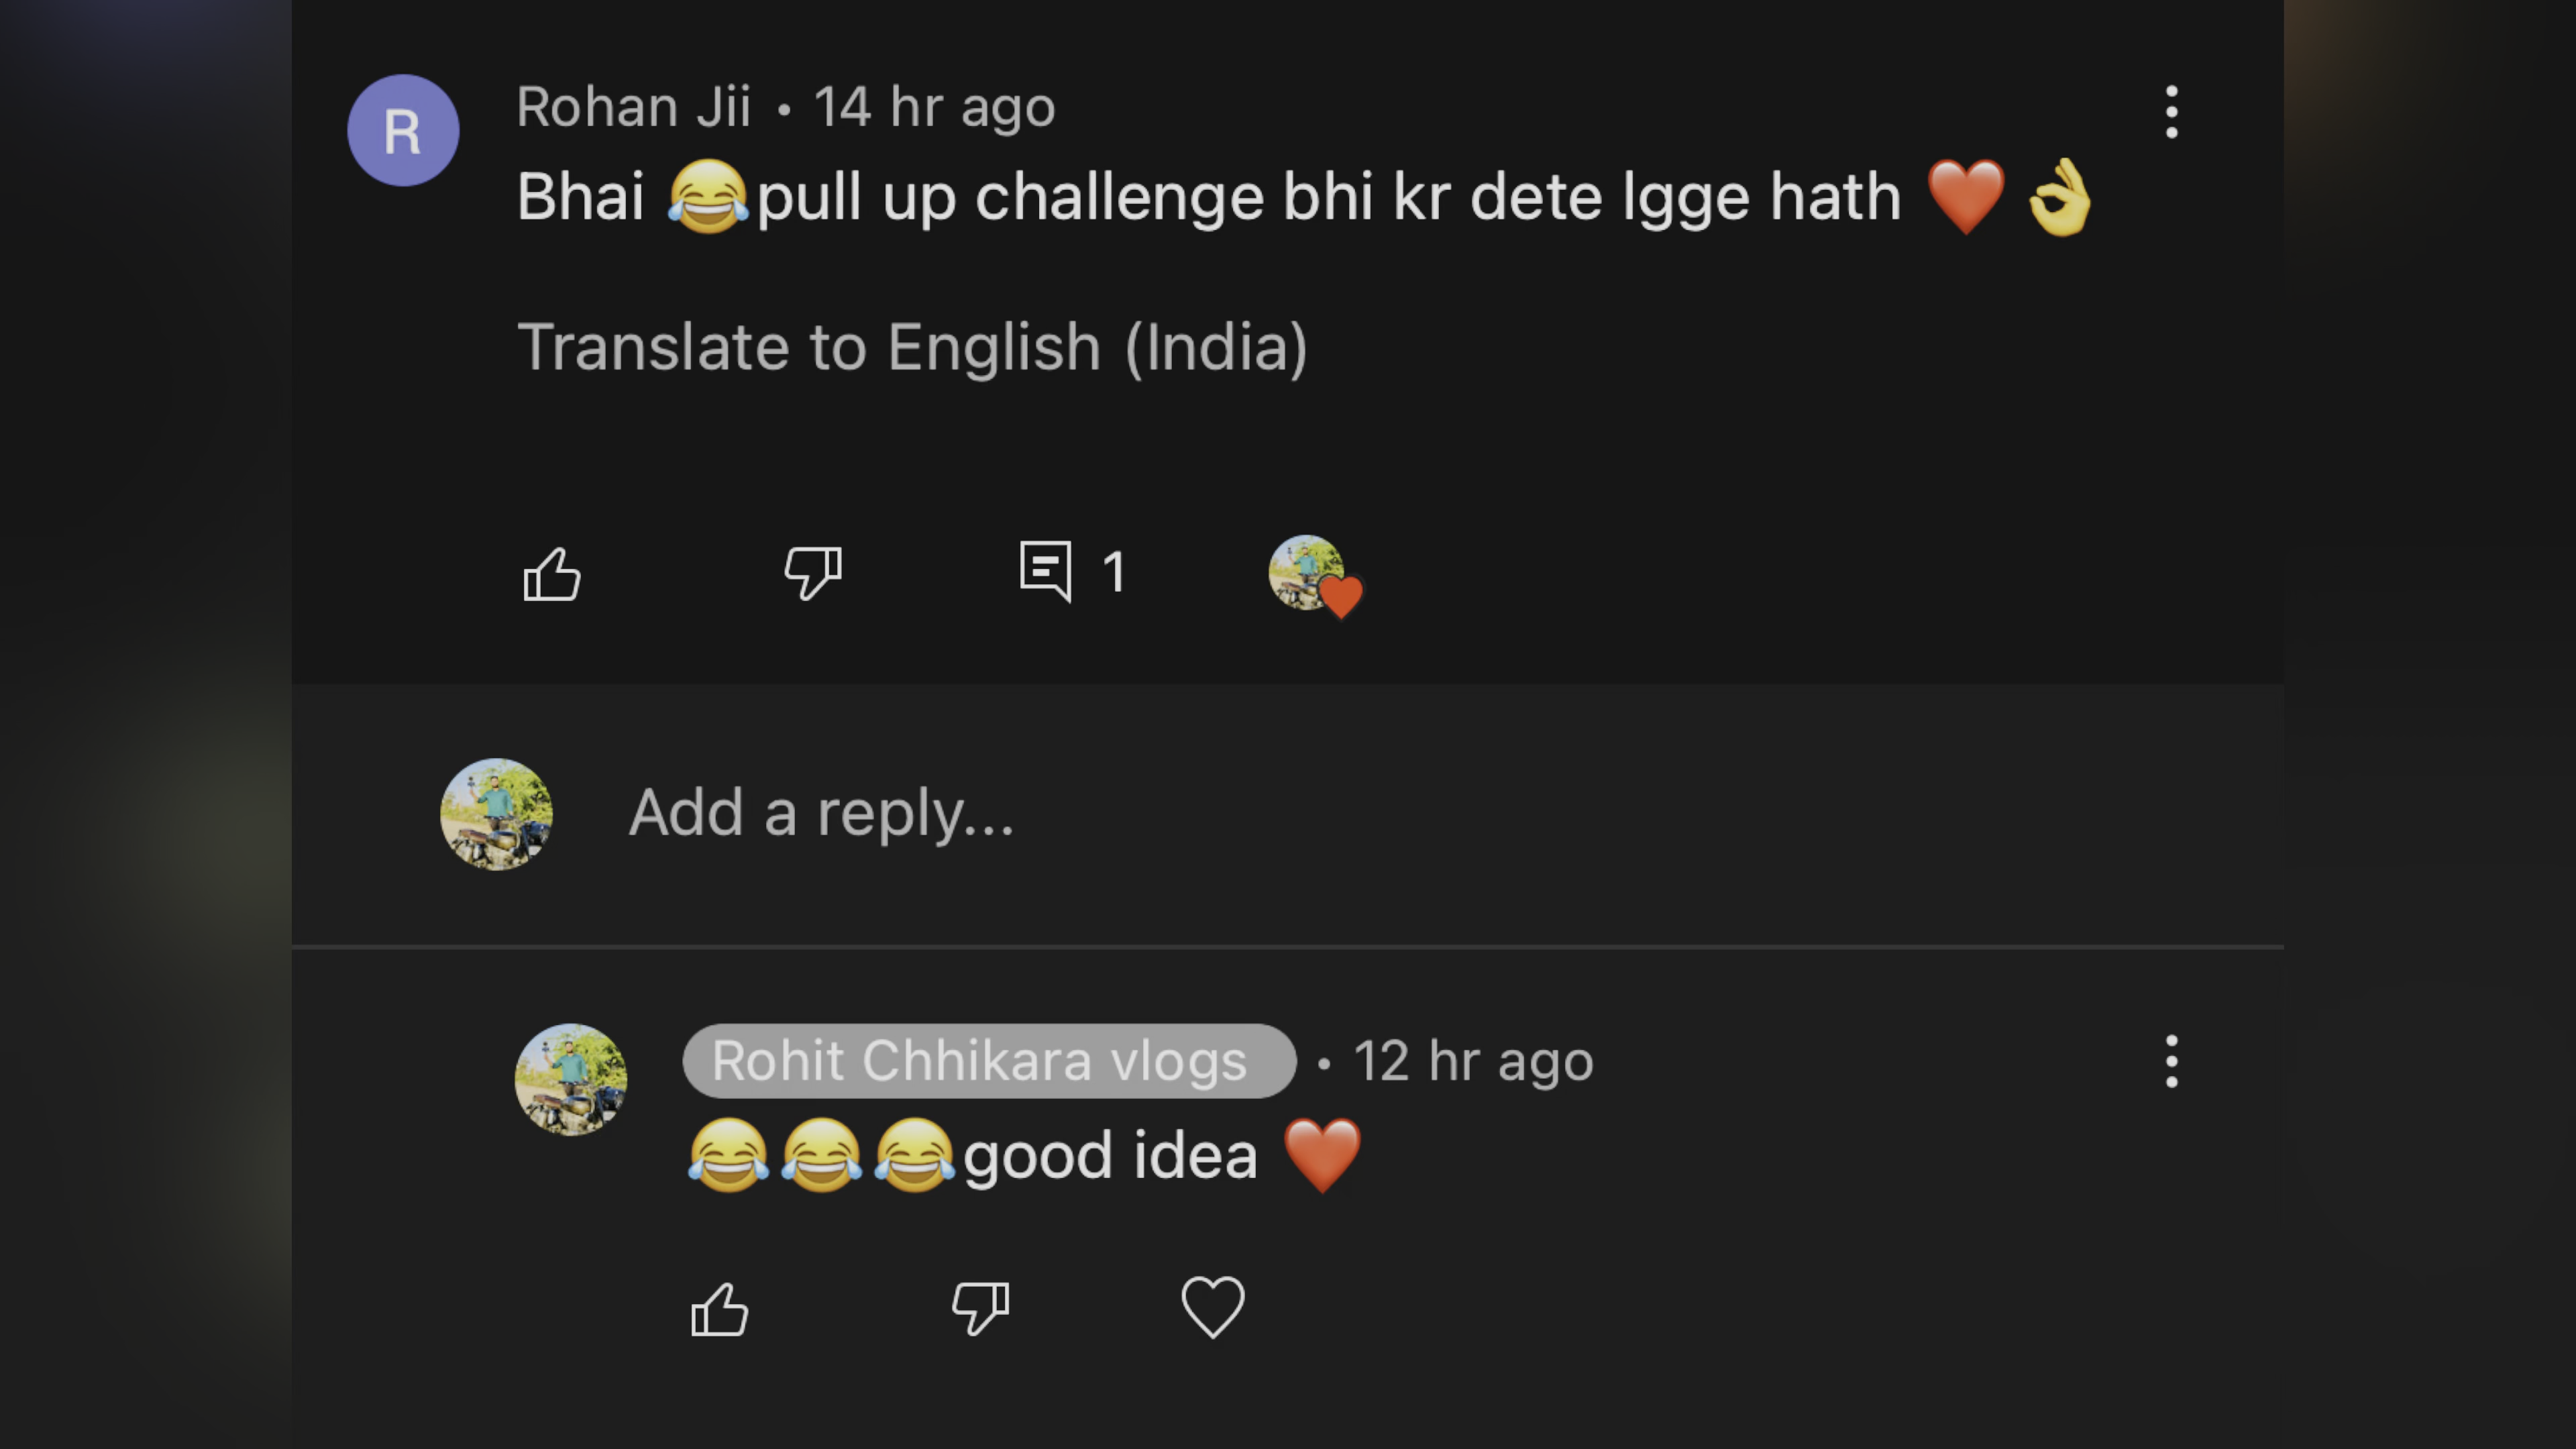 R
Rohan Jii • 14 hr ago
Bhai 😂pull up challenge bhi kr dete lgge hath ❤️👌
Translate to English (India)
1
Add a reply...
Rohit Chhikara vlogs • 12 hr ago
😂😂😂good idea ❤️